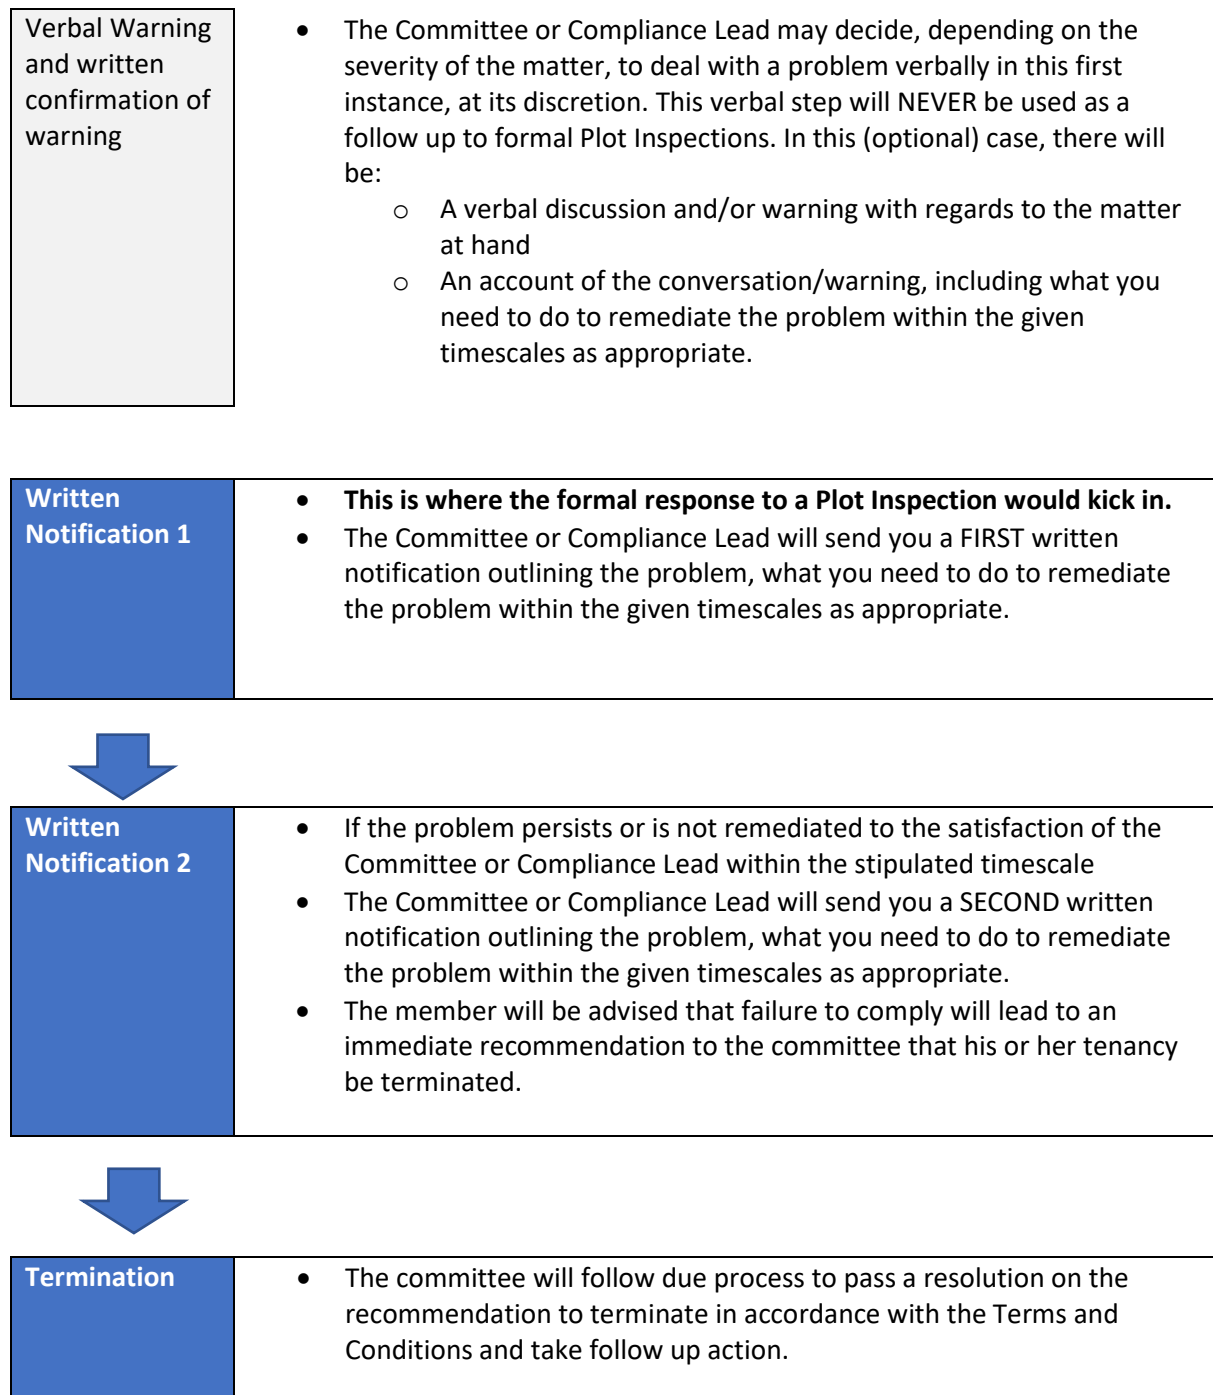 Verbal Warning
and written
confirmation of
warning
• The Committee or Compliance Lead may decide, depending on the
severity of the matter, to deal with a problem verbally in this first
instance, at its discretion. This verbal step will NEVER be used as a
follow up to formal Plot Inspections. In this (optional) case, there will
be:
o A verbal discussion and/or warning with regards to the matter
at hand
o An account of the conversation/warning, including what you
need to do to remediate the problem within the given
timescales as appropriate.
Written
Notification 1
• This is where the formal response to a Plot Inspection would kick in.
• The Committee or Compliance Lead will send you a FIRST written
notification outlining the problem, what you need to do to remediate
the problem within the given timescales as appropriate.
Written
Notification 2
• If the problem persists or is not remediated to the satisfaction of the
Committee or Compliance Lead within the stipulated timescale
• The Committee or Compliance Lead will send you a SECOND written
notification outlining the problem, what you need to do to remediate
the problem within the given timescales as appropriate.
• The member will be advised that failure to comply will lead to an
immediate recommendation to the committee that his or her tenancy
be terminated.
Termination
• The committee will follow due process to pass a resolution on the
recommendation to terminate in accordance with the Terms and
Conditions and take follow up action.